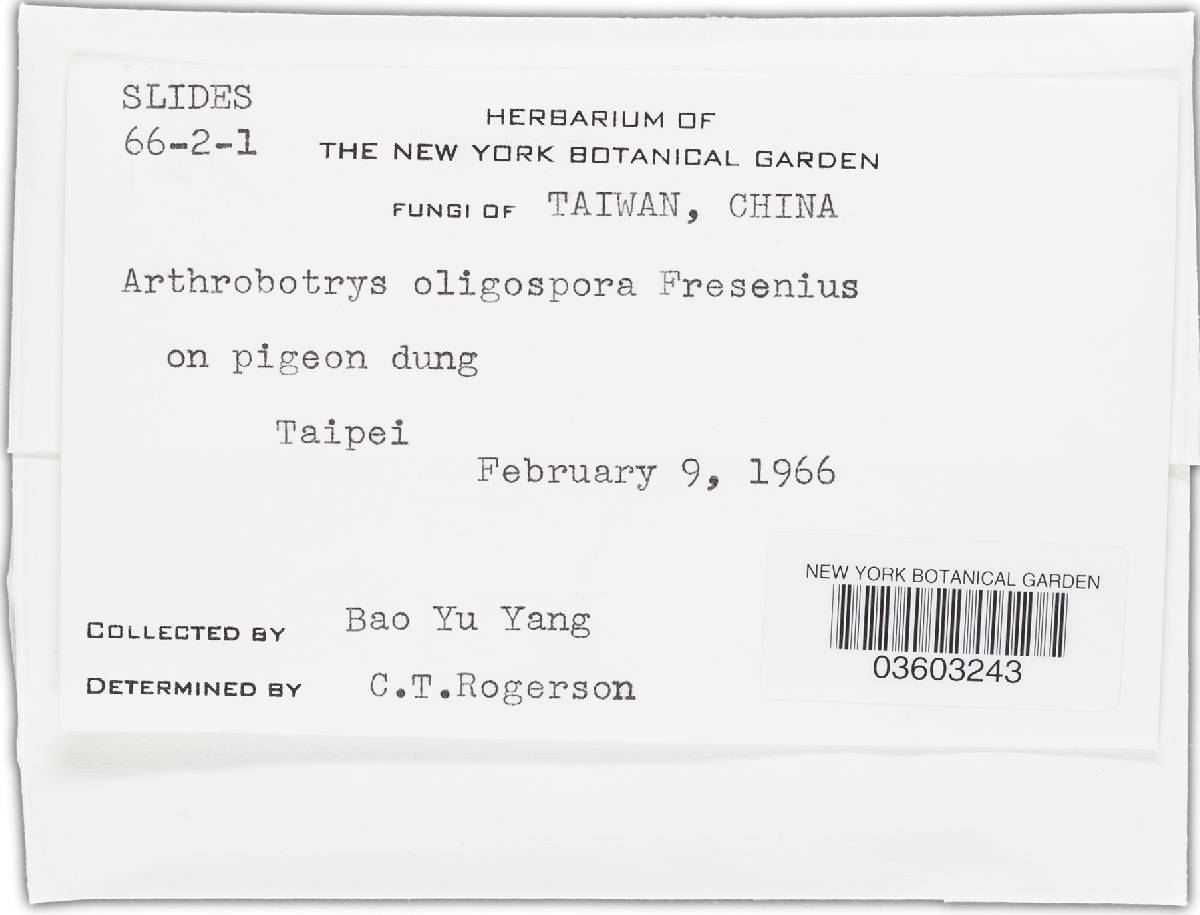 SLIDES
66-2-1
HERBARIUM OF
THE NEW YORK BOTANICAL GARDEN
FUNGI OF TAIWAN, CHINA
Arthrobotrys oligospora Fresenius
on pigeon dung
Taipei
February 9, 1966
COLLECTED BY Bao Yu Yang
DETERMINED BY C.T.Rogerson
NEW YORK BOTANICAL GARDEN
03603243